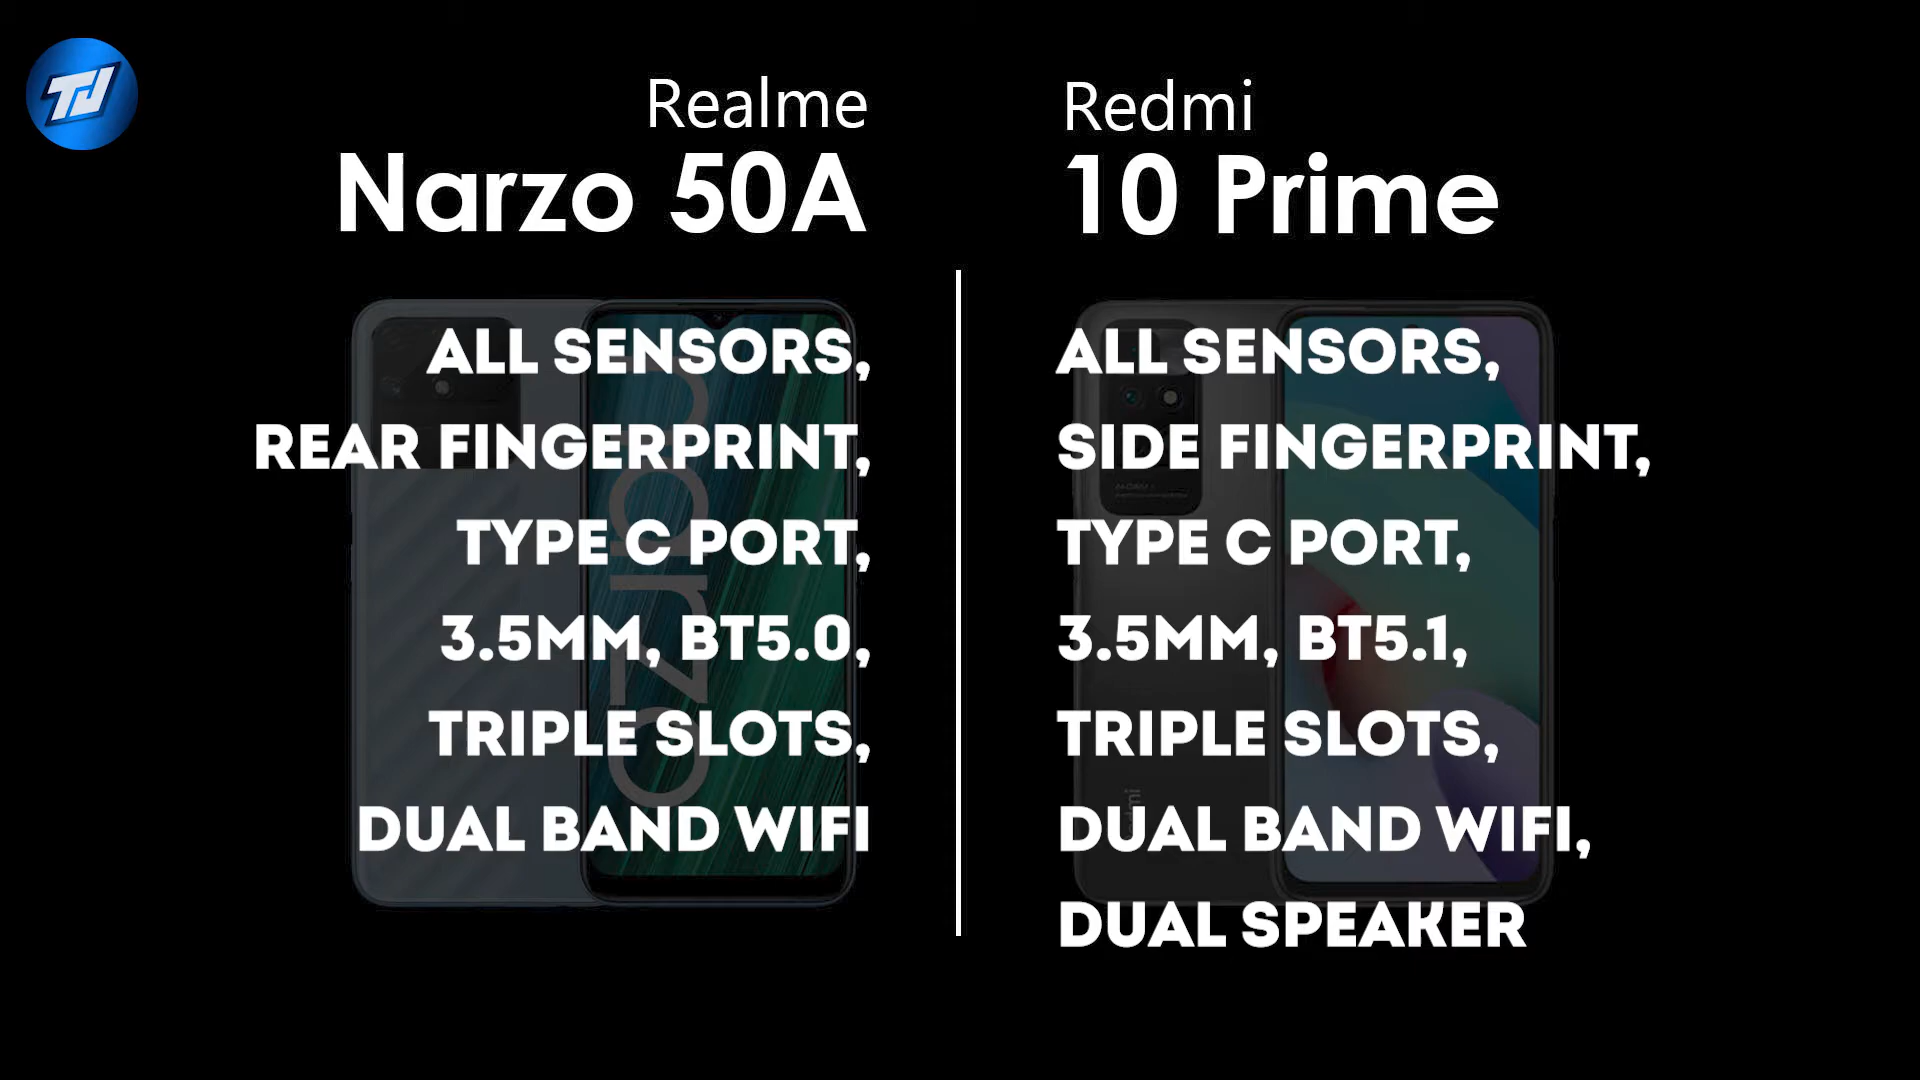 TJ
Realme
Narzo 50A
ALL SENSORS,
REAR FINGERPRINT,
TYPE C PORT,
3.5MM, BT5.0,
TRIPLE SLOTS,
DUAL BAND WIFI
narzo
Redmi
10 Prime
ALL SENSORS,
SIDE FINGERPRINT,
TYPE C PORT,
3.5MM, BT5.1,
TRIPLE SLOTS,
DUAL BAND WIFI,
DUAL SPEAKER